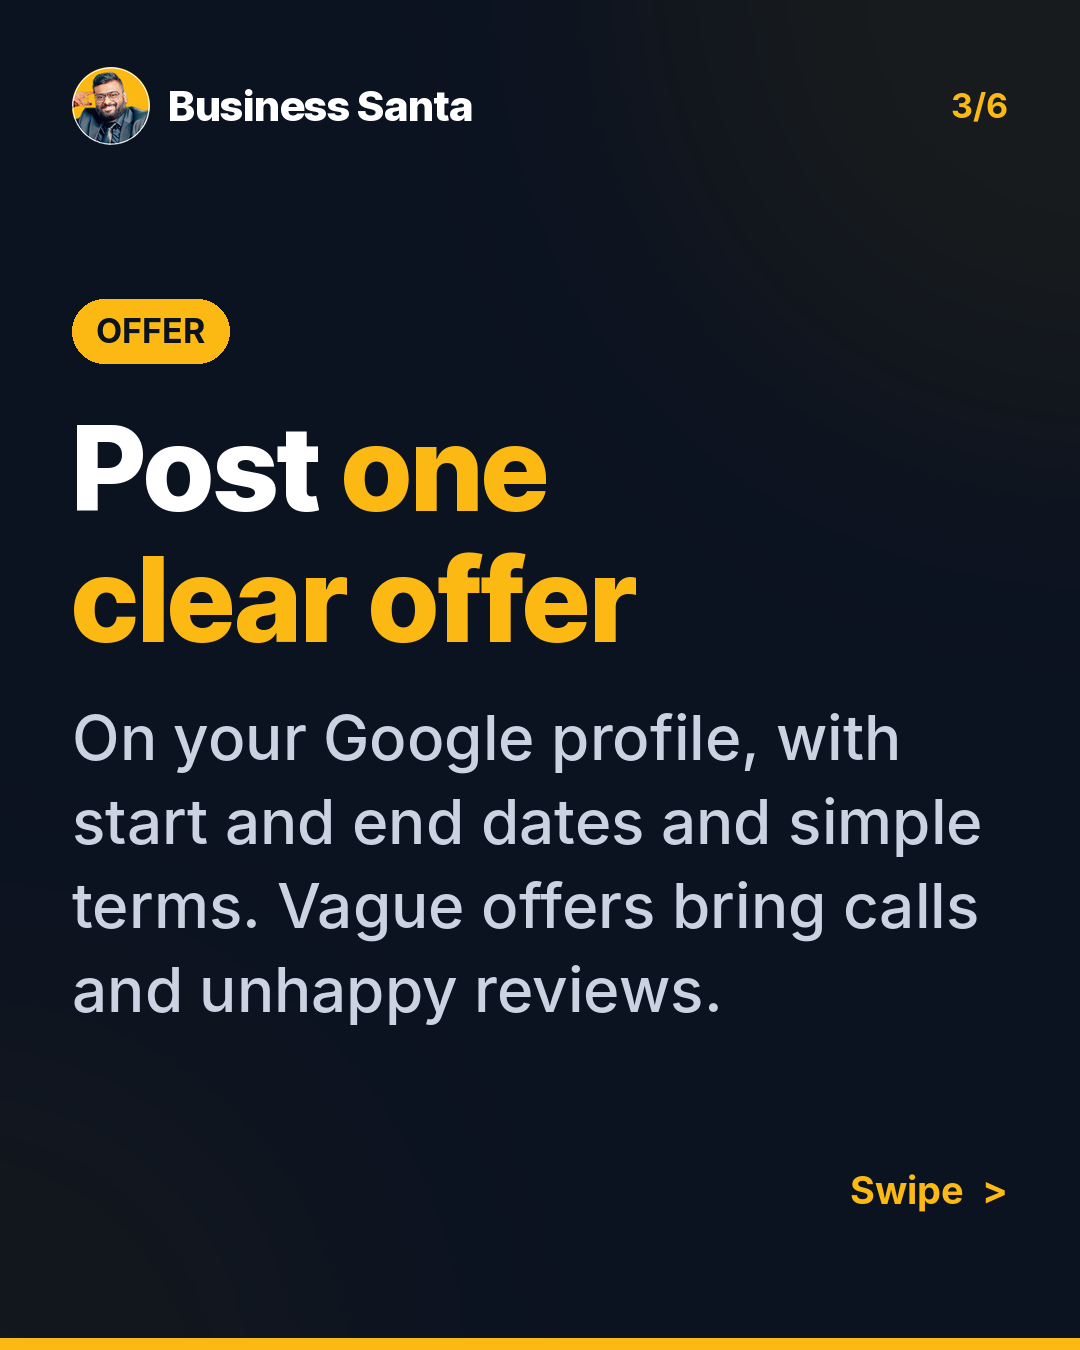 Business Santa
3/6
OFFER
Post one
clear offer
On your Google profile, with
start and end dates and simple
terms. Vague offers bring calls
and unhappy reviews.
Swipe >